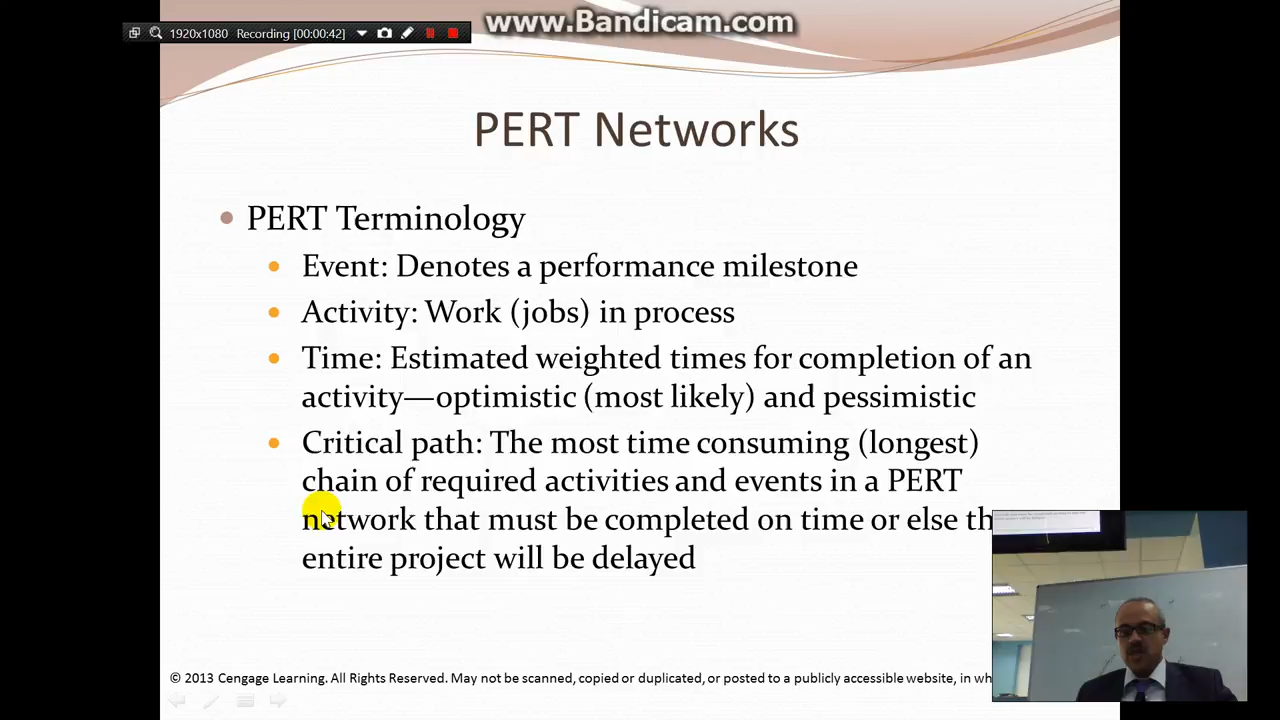 www.Bandicam.com
1920x1080 Recording [00:00:42]
PERT Networks
PERT Terminology
Event: Denotes a performance milestone
Activity: Work (jobs) in process
Time: Estimated weighted times for completion of an
activity—optimistic (most likely) and pessimistic
Critical path: The most time consuming (longest)
chain of required activities and events in a PERT
network that must be completed on time or else th
entire project will be delayed
© 2013 Cengage Learning. All Rights Reserved. May not be scanned, copied or duplicated, or posted to a publicly accessible website, in wh